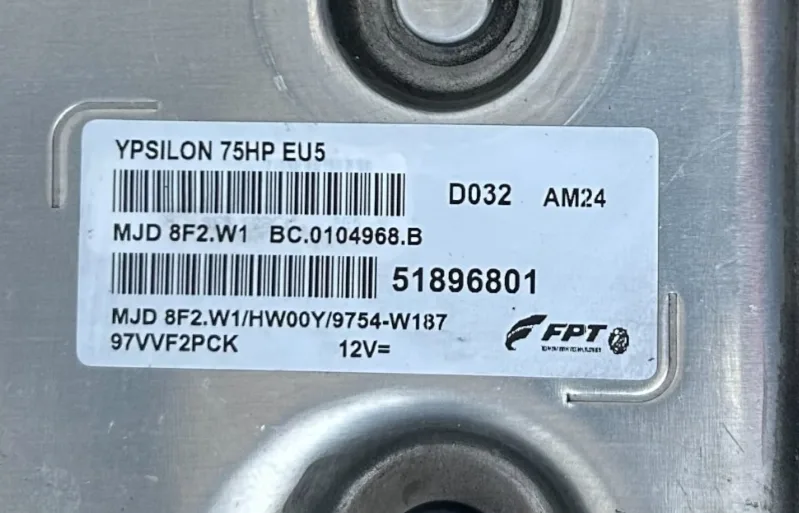 YPSILON 75HP EU5
D032 AM24
MJD 8F2.W1 BC.0104968.B
51896801
MJD 8F2.W1/HW00Y/9754-W187
97VVF2PCK 12V=
FPT